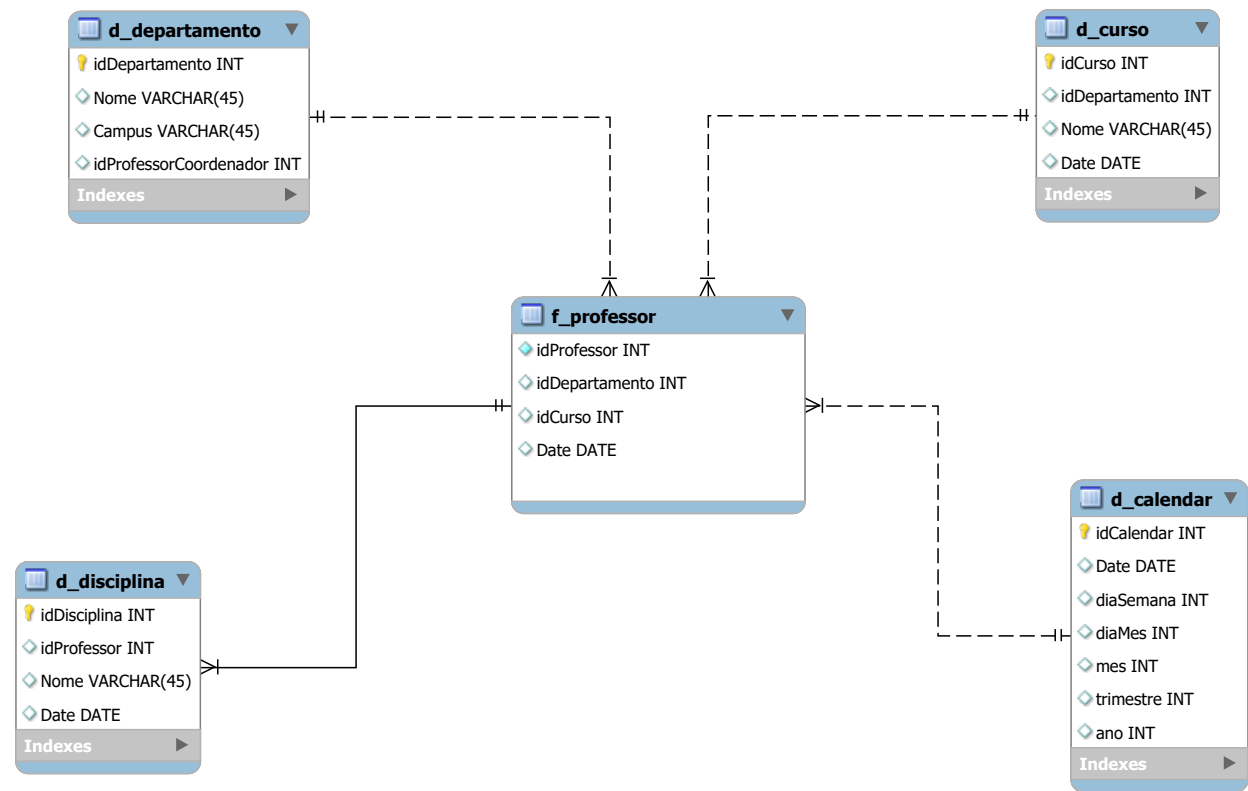 d_departamento
idDepartamento INT
Nome VARCHAR(45)
Campus VARCHAR(45)
idProfessorCoordenador INT
Indexes
d_curso
idCurso INT
idDepartamento INT
Nome VARCHAR(45)
Date DATE
Indexes
f_professor
idProfessor INT
idDepartamento INT
idCurso INT
Date DATE
d_disciplina
idDisciplina INT
idProfessor INT
Nome VARCHAR(45)
Date DATE
Indexes
d_calendar
idCalendar INT
Date DATE
diaSemana INT
diaMes INT
mes INT
trimestre INT
ano INT
Indexes